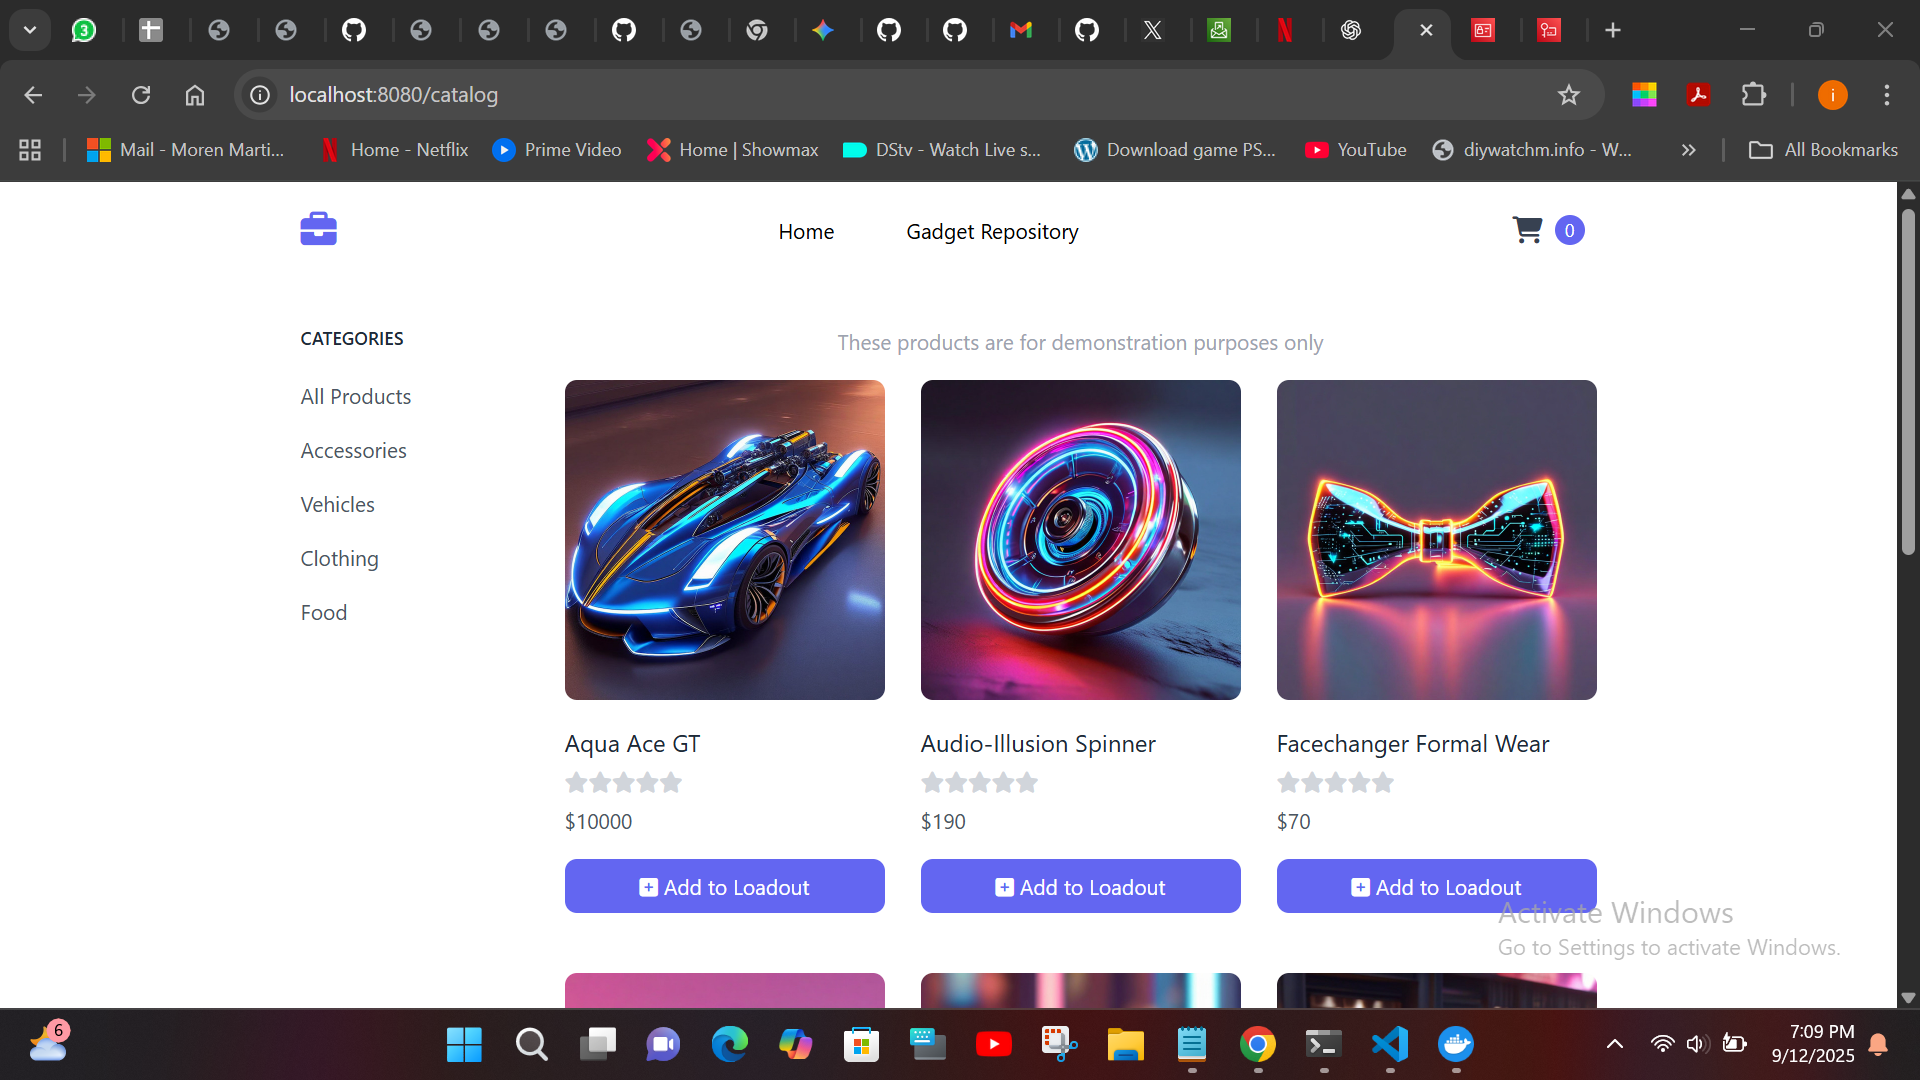 3
localhost:8080/catalog
i
Mail - Moren Marti...
Home - Netflix
Prime Video
Home | Showmax
DStv - Watch Live s...
Download game PS...
YouTube
diywatchm.info - W...
All Bookmarks
Home
Gadget Repository
0
CATEGORIES
All Products
Accessories
Vehicles
Clothing
Food
These products are for demonstration purposes only
Aqua Ace GT
$10000
Add to Loadout
Audio-Illusion Spinner
$190
Add to Loadout
Facechanger Formal Wear
$70
Add to Loadout
Activate Windows
Go to Settings to activate Windows.
6
7:09 PM
9/12/2025